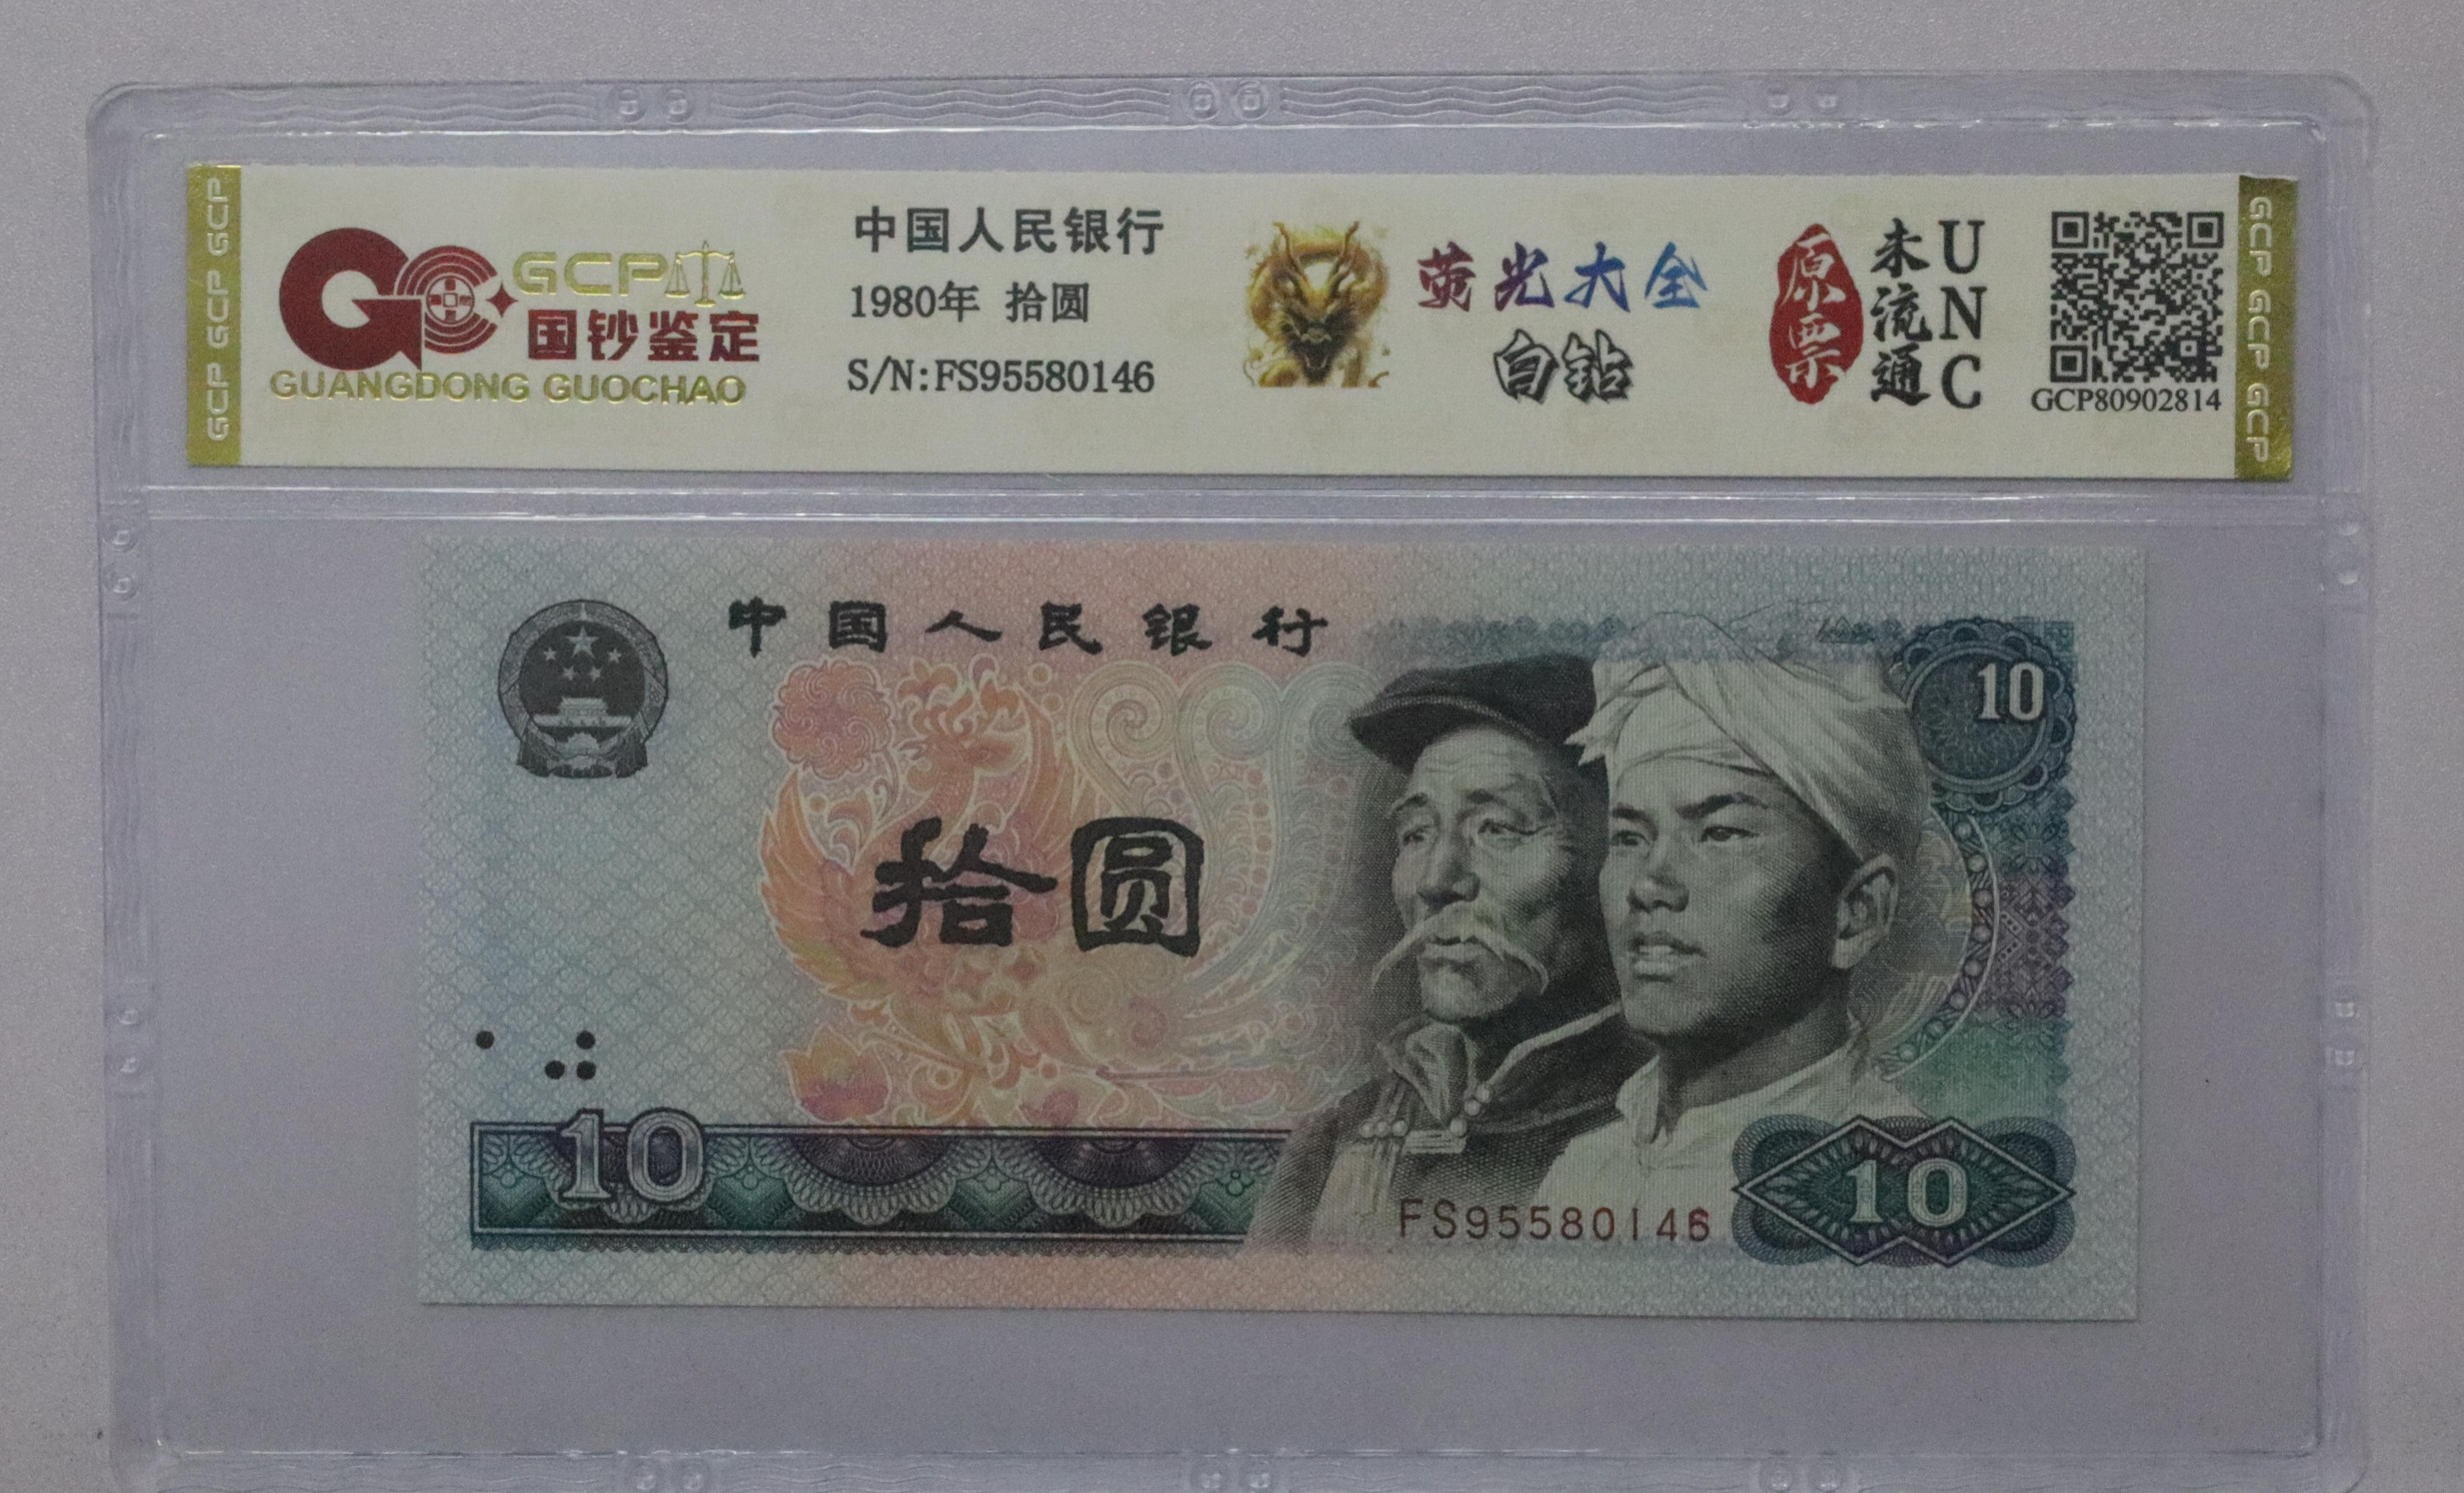 GCP GCP GCP
GCP
国钞鉴定
GUANGDONG GUOCHAO
中国人民银行
1980年 拾圆
S/N:FS95580146
荧光大全
白钻
原票
未流通
UNC
GCP80902814
GCP GCP GCP GCP
中国人民银行
10
拾圆
10
FS95580146
10